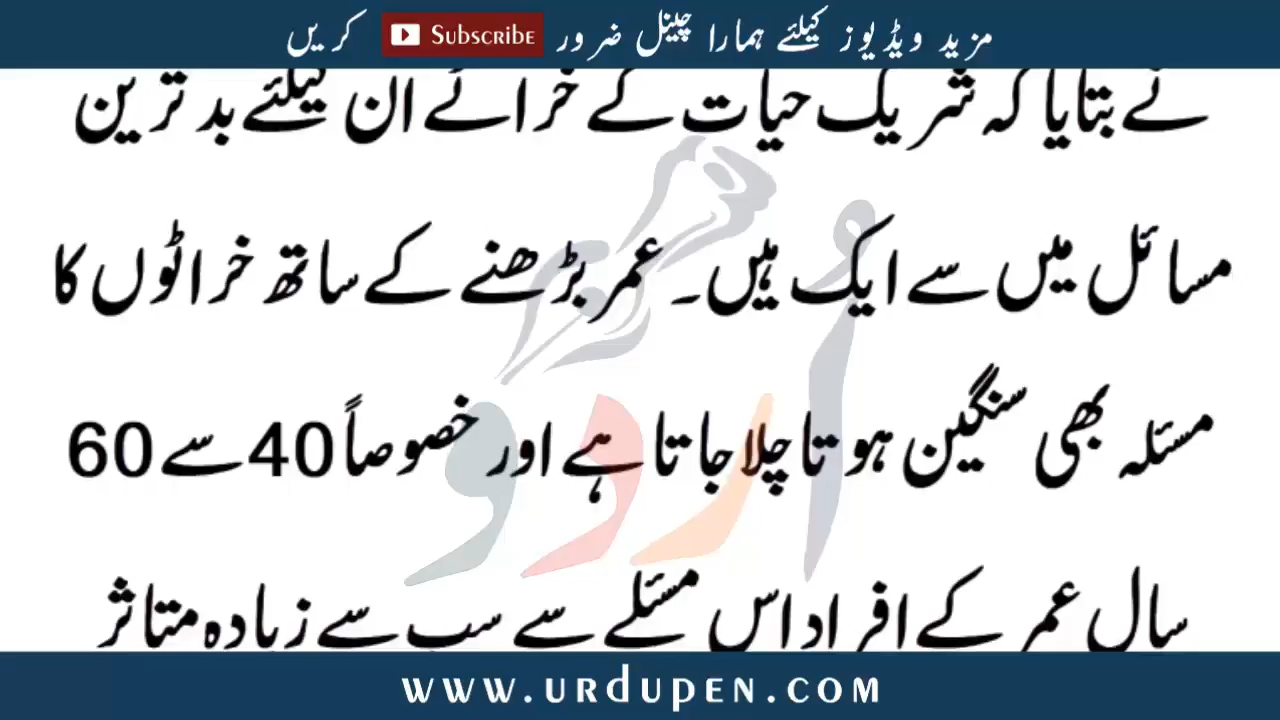 مزید ویڈیوز کیلئے ہمارا چینل ضرور Subscribe کریں
نے بتایا کہ شریک حیات کے خراٹے ان کیلئے بدترین
مسائل میں سے ایک ہیں۔ عمر بڑھنے کے ساتھ خراٹوں کا
مسئلہ بھی سنگین ہوتا چلا جاتا ہے اور خصوصاً 40 سے 60
سال عمر کے افراد اس مسئلے سے سب سے زیادہ متاثر
اُردو
www.urdupen.com